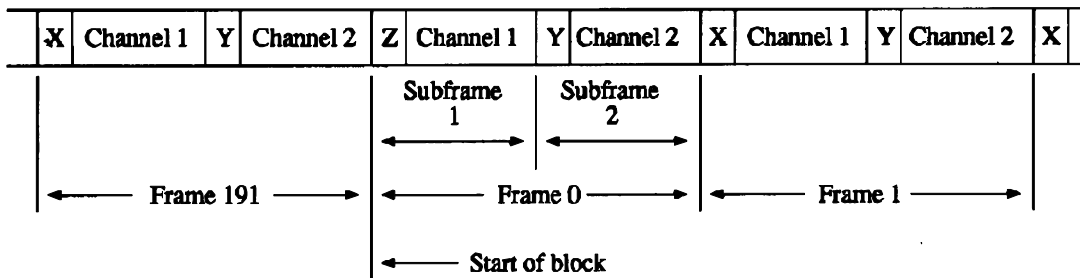 X Channel 1 Y Channel 2 Z Channel 1 Y Channel 2 X Channel 1 Y Channel 2 X
Subframe 1
Subframe 2
Frame 191
Frame 0
Frame 1
Start of block